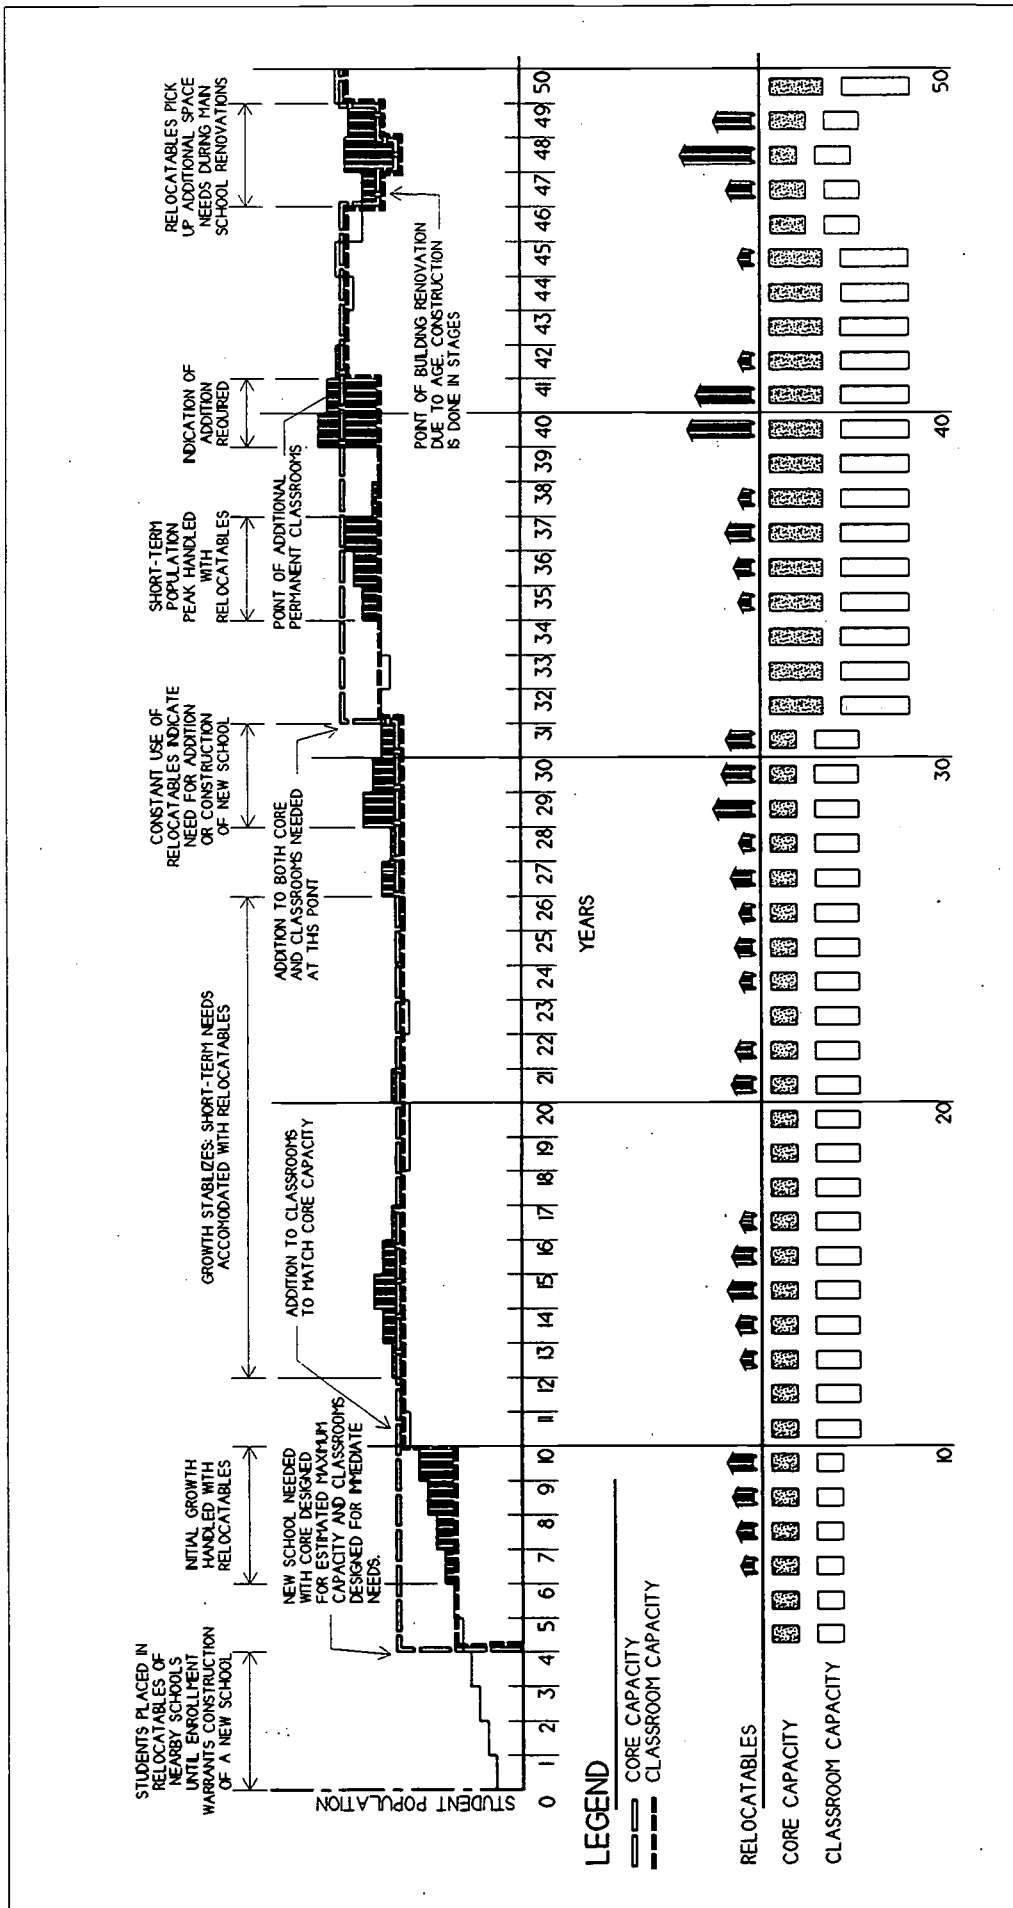 STUDENTS PLACED IN
RELOCATABLES OF
NEARBY SCHOOLS
UNTIL ENROLLMENT
WARRANTS CONSTRUCTION
OF A NEW SCHOOL
INITIAL GROWTH
HANDLED WITH
RELOCATABLES
GROWTH STABILIZES: SHORT-TERM NEEDS
ACCOMODATED WITH RELOCATABLES
CONSTANT USE OF
RELOCATABLES INDICATE
NEED FOR ADDITION
OR CONSTRUCTION
OF NEW SCHOOL
SHORT-TERM
POPULATION
PEAK HANDLED
WITH
RELOCATABLES
INDICATION OF
ADDITION
REQUIRED
RELOCATABLES PICK
UP ADDITIONAL SPACE
NEEDS DURING MAIN
SCHOOL RENOVATIONS
NEW SCHOOL NEEDED
WITH CORE DESIGNED
FOR ESTIMATED MAXIMUM
CAPACITY AND CLASSROOMS
DESIGNED FOR IMMEDIATE
NEEDS.
ADDITION TO CLASSROOMS
TO MATCH CORE CAPACITY
ADDITION TO BOTH CORE
AND CLASSROOMS NEEDED
AT THIS POINT
POINT OF ADDITIONAL
PERMANENT CLASSROOMS
POINT OF BUILDING RENOVATION
DUE TO AGE. CONSTRUCTION
IS DONE IN STAGES
STUDENT POPULATION
0 1 2 3 4 5 6 7 8 9 10 11 12 13 14 15 16 17 18 19 20 21 22 23 24 25 26 27 28 29 30 31 32 33 34 35 36 37 38 39 40 41 42 43 44 45 46 47 48 49 50
YEARS
LEGEND
CORE CAPACITY
CLASSROOM CAPACITY
RELOCATABLES
CORE CAPACITY
CLASSROOM CAPACITY
10 20 30 40 50